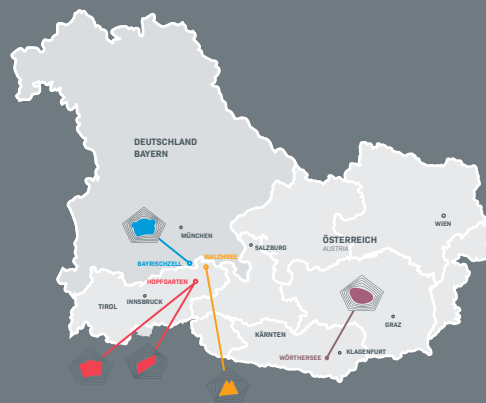 DEUTSCHLAND
BAYERN
MÜNCHEN
BAYRISCHZELL
WALCHSEE
HOPFGARTEN
SALZBURG
WIEN
ÖSTERREICH
AUSTRIA
TIROL
INNSBRUCK
GRAZ
KÄRNTEN
WÖRTHERSEE
KLAGENFURT